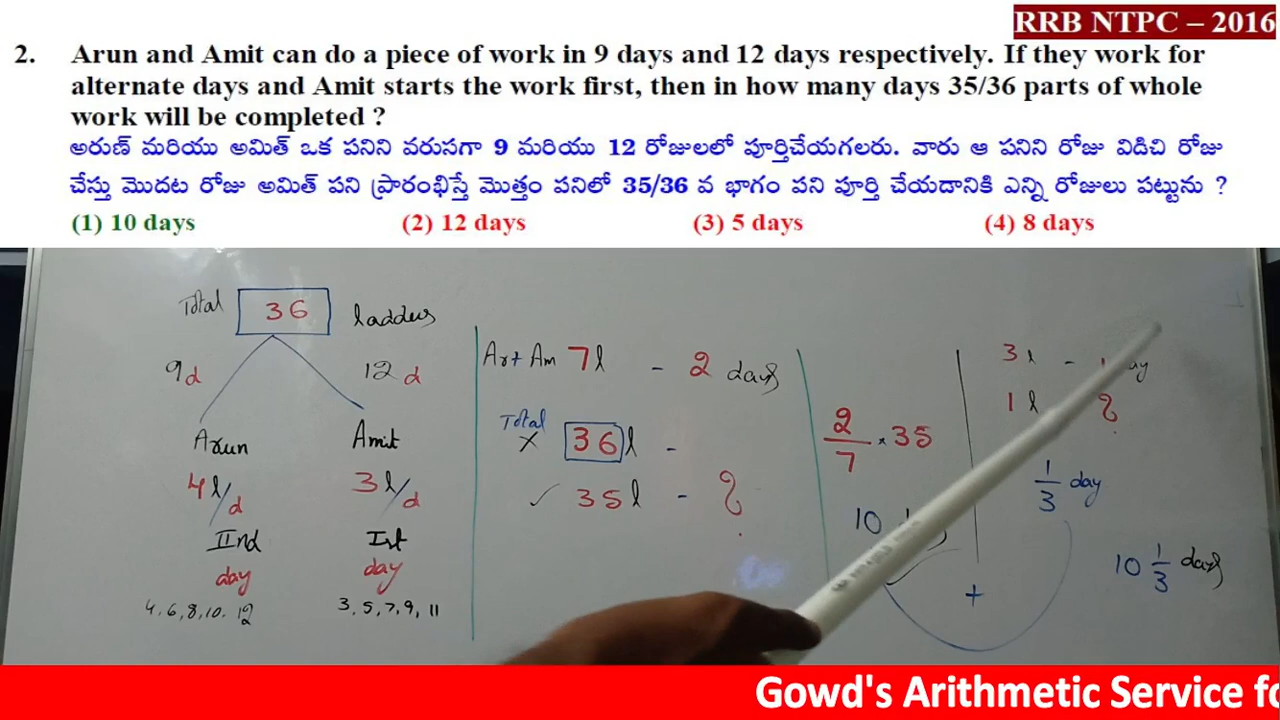 RRB NTPC – 2016
2. Arun and Amit can do a piece of work in 9 days and 12 days respectively. If they work for
alternate days and Amit starts the work first, then in how many days 35/36 parts of whole
work will be completed ?
అరుణ్ మరియు అమిత్ ఒక పనిని వరుసగా 9 మరియు 12 రోజులలో పూర్తిచేయగలరు. వారు ఆ పనిని రోజు విడిచి రోజు
చేస్తు మొదట రోజు అమిత్ పని ప్రారంభిస్తే మొత్తం పనిలో 35/36 వ భాగం పని పూర్తి చేయడానికి ఎన్ని రోజులు పట్టును ?
(1) 10 days (2) 12 days (3) 5 days (4) 8 days
Total 36 laddus
9d 12d
Arun Amit
4l/d 3l/d
IInd Ist
day day
4, 6, 8, 10, 12 3, 5, 7, 9, 11
Ar+Am 7l - 2 days
Total
× 36l -
✓ 35l - ?
2/7 × 35
10
3l - 1 day
1l ?
1/3 day
+
10 1/3 days
Gowd's Arithmetic Service fo